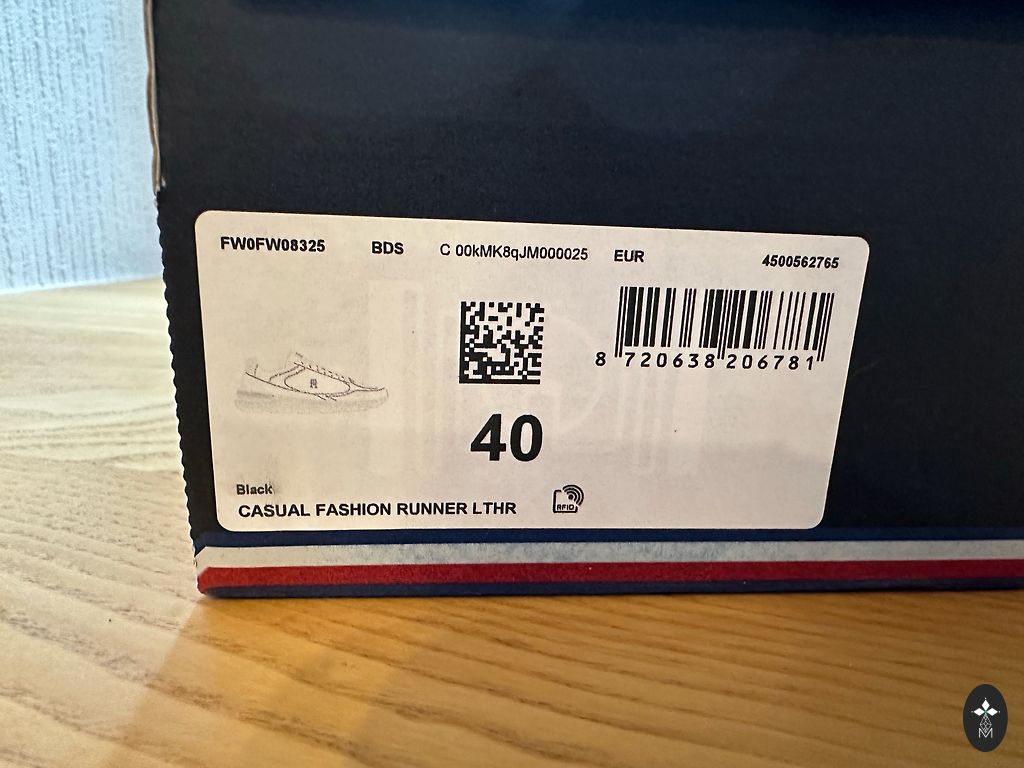 FW0FW08325 BDS C 00kMK8qJM000025 EUR 4500562765
8 720638 206781
40
Black
CASUAL FASHION RUNNER LTHR RFID
M